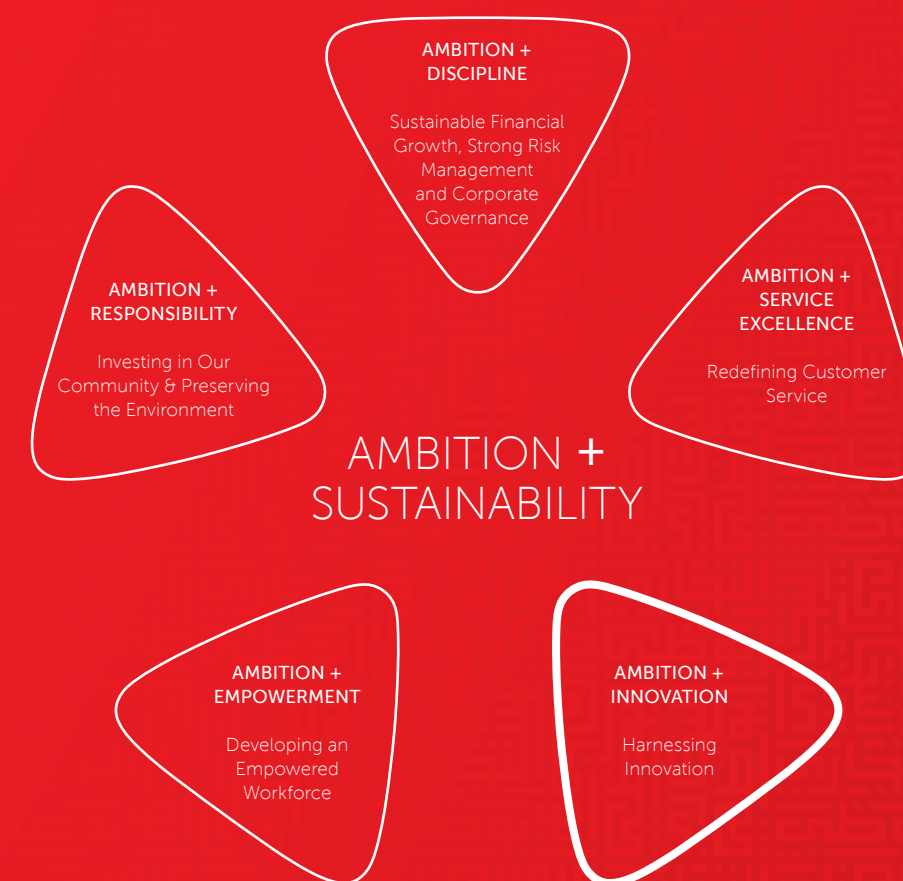 AMBITION +
DISCIPLINE
Sustainable Financial
Growth, Strong Risk
Management
and Corporate
Governance
AMBITION +
RESPONSIBILITY
Investing in Our
Community & Preserving
the Environment
AMBITION +
SERVICE
EXCELLENCE
Redefining Customer
Service
AMBITION +
SUSTAINABILITY
AMBITION +
EMPOWERMENT
Developing an
Empowered
Workforce
AMBITION +
INNOVATION
Harnessing
Innovation